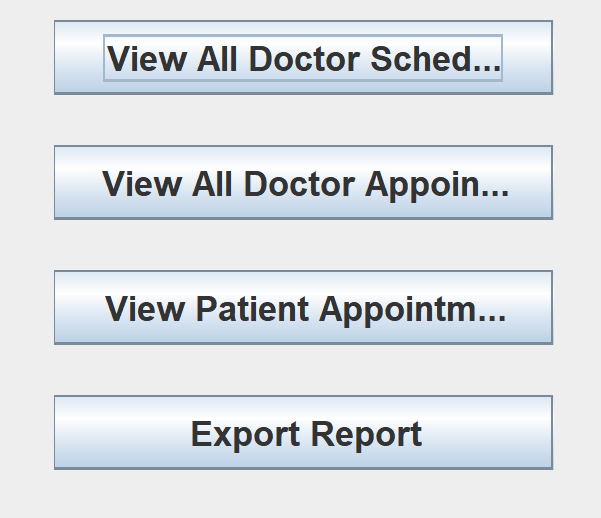 View All Doctor Sched...
View All Doctor Appoin...
View Patient Appointm...
Export Report